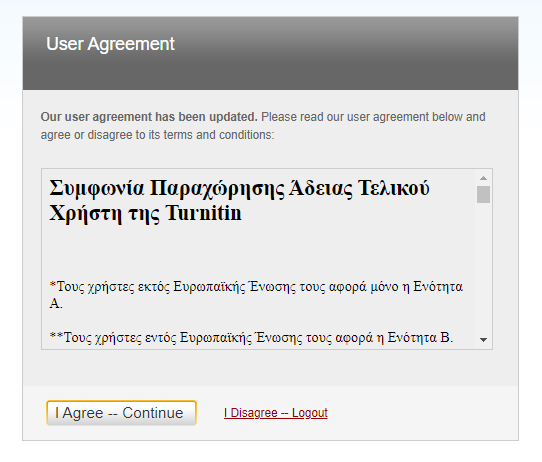 User Agreement
Our user agreement has been updated. Please read our user agreement below and
agree or disagree to its terms and conditions:
Συμφωνία Παραχώρησης Άδειας Τελικού
Χρήστη της Turnitin
*Τους χρήστες εκτός Ευρωπαϊκής Ένωσης τους αφορά μόνο η Ενότητα
Α.
**Τους χρήστες εντός Ευρωπαϊκής Ένωσης τους αφορά η Ενότητα Β.
I Agree -- Continue
I Disagree -- Logout